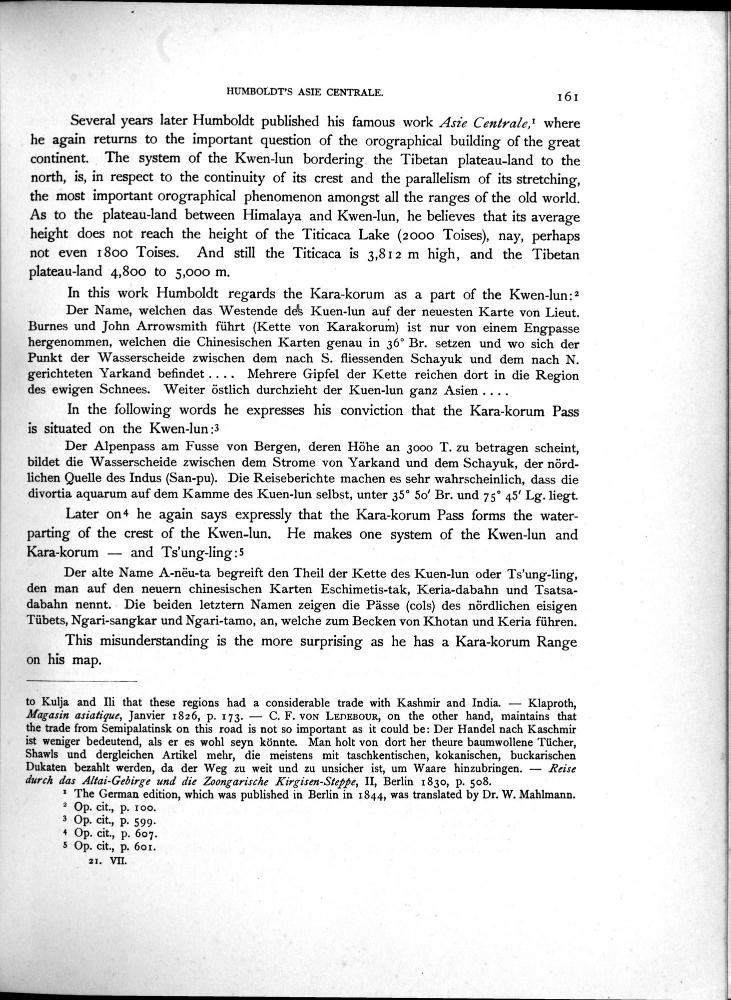 HUMBOLDT'S ASIE CENTRALE.
161
Several years later Humboldt published his famous work Asie Centrale,¹ where
he again returns to the important question of the orographical building of the great
continent. The system of the Kwen-lun bordering the Tibetan plateau-land to the
north, is, in respect to the continuity of its crest and the parallelism of its stretching,
the most important orographical phenomenon amongst all the ranges of the old world.
As to the plateau-land between Himalaya and Kwen-lun, he believes that its average
height does not reach the height of the Titicaca Lake (2000 Toises), nay, perhaps
not even 1800 Toises. And still the Titicaca is 3,812 m high, and the Tibetan
plateau-land 4,800 to 5,000 m.
In this work Humboldt regards the Kara-korum as a part of the Kwen-lun:²
Der Name, welchen das Westende des Kuen-lun auf der neuesten Karte von Lieut.
Burnes und John Arrowsmith führt (Kette von Karakorum) ist nur von einem Engpasse
hergenommen, welchen die Chinesischen Karten genau in 36° Br. setzen und wo sich der
Punkt der Wasserscheide zwischen dem nach S. fliessenden Schayuk und dem nach N.
gerichteten Yarkand befindet.... Mehrere Gipfel der Kette reichen dort in die Region
des ewigen Schnees. Weiter östlich durchzieht der Kuen-lun ganz Asien....
In the following words he expresses his conviction that the Kara-korum Pass
is situated on the Kwen-lun:³
Der Alpenpass am Fusse von Bergen, deren Höhe an 3000 T. zu betragen scheint,
bildet die Wasserscheide zwischen dem Strome von Yarkand und dem Schayuk, der nörd-
lichen Quelle des Indus (San-pu). Die Reiseberichte machen es sehr wahrscheinlich, dass die
divortia aquarum auf dem Kamme des Kuen-lun selbst, unter 35° 50′ Br. und 75° 45′ Lg. liegt.
Later on⁴ he again says expressly that the Kara-korum Pass forms the water-
parting of the crest of the Kwen-lun. He makes one system of the Kwen-lun and
Kara-korum — and Ts'ung-ling:⁵
Der alte Name A-nëu-ta begreift den Theil der Kette des Kuen-lun oder Ts'ung-ling,
den man auf den neuern chinesischen Karten Eschimetis-tak, Keria-dabahn und Tsatsa-
dabahn nennt. Die beiden letztern Namen zeigen die Pässe (cols) des nördlichen eisigen
Tübets, Ngari-sangkar und Ngari-tamo, an, welche zum Becken von Khotan und Keria führen.
This misunderstanding is the more surprising as he has a Kara-korum Range
on his map.
to Kulja and Ili that these regions had a considerable trade with Kashmir and India. — Klaproth,
Magasin asiatique, Janvier 1826, p. 173. — C. F. VON LEDEBOUR, on the other hand, maintains that
the trade from Semipalatinsk on this road is not so important as it could be: Der Handel nach Kaschmir
ist weniger bedeutend, als er es wohl seyn könnte. Man holt von dort her theure baumwollene Tücher,
Shawls und dergleichen Artikel mehr, die meistens mit taschkentischen, kokanischen, buckarischen
Dukaten bezahlt werden, da der Weg zu weit und zu unsicher ist, um Waare hinzubringen. — Reise
durch das Altai-Gebirge und die Zoongarische Kirgisen-Steppe, II, Berlin 1830, p. 508.
¹ The German edition, which was published in Berlin in 1844, was translated by Dr. W. Mahlmann.
² Op. cit., p. 100.
³ Op. cit., p. 599.
⁴ Op. cit., p. 607.
⁵ Op. cit., p. 601.
21. VII.